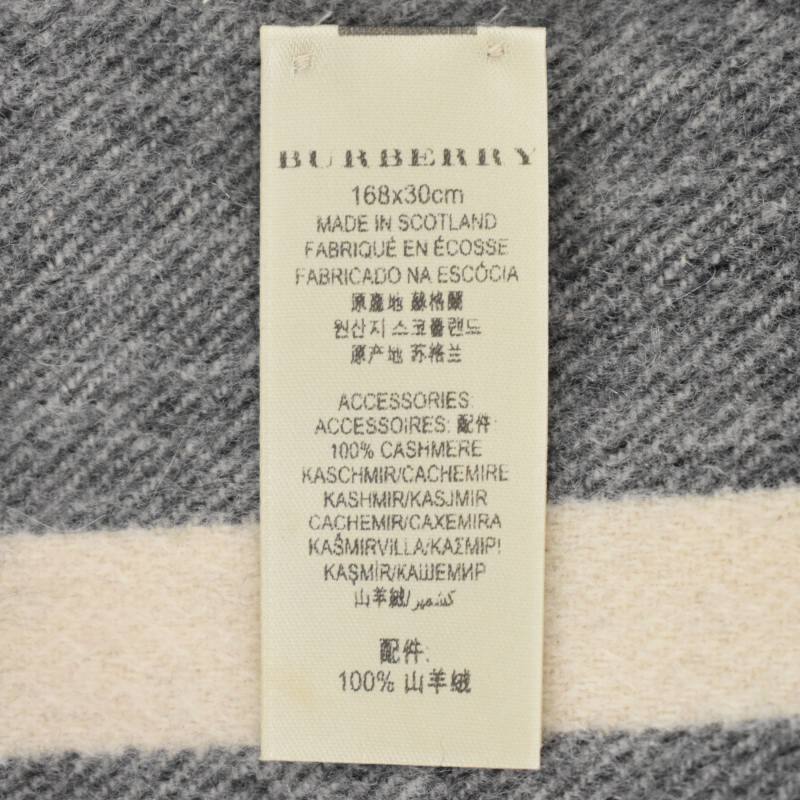 BURBERRY
168x30cm
MADE IN SCOTLAND
FABRIQUÉ EN ÉCOSSE
FABRICADO NA ESCÓCIA
原產地 蘇格蘭
원산지 스코틀랜드
原产地 苏格兰
ACCESSORIES:
ACCESSOIRES: 配件:
100% CASHMERE
KASCHMIR/CACHEMIRE
KASHMIR/KASJMIR
CACHEMIR/CAXEMIRA
KAŠMIRVILLA/ΚΑΣΜΙΡΙ
KAŞMİR/КАШЕМИР
山羊絨/كشمير
配件:
100% 山羊绒